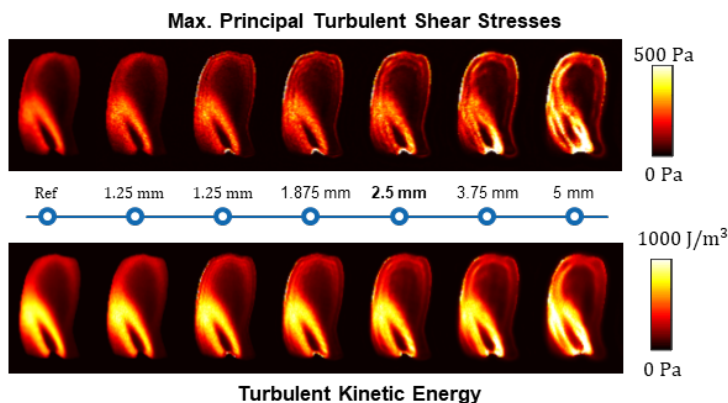 Max. Principal Turbulent Shear Stresses
500 Pa
0 Pa
Ref 1.25 mm 1.25 mm 1.875 mm 2.5 mm 3.75 mm 5 mm
1000 J/m³
0 Pa
Turbulent Kinetic Energy